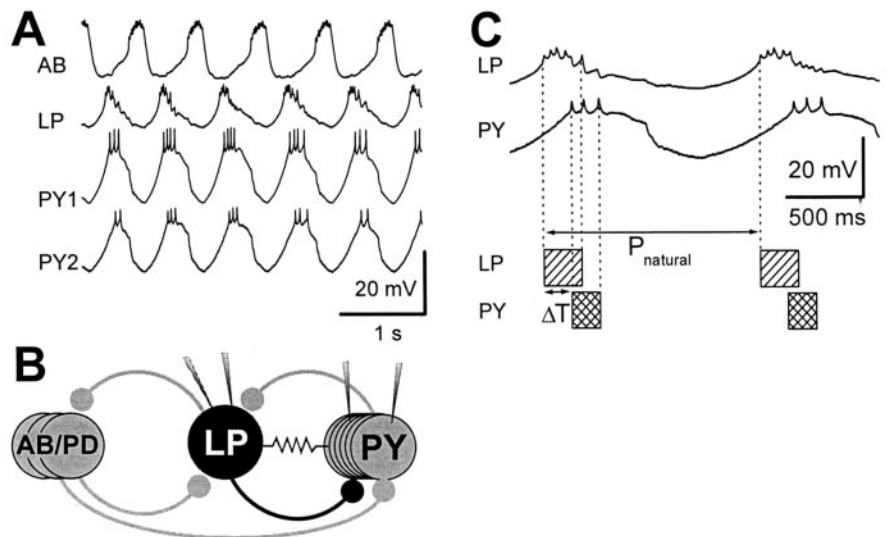 A
AB
LP
PY1
PY2
20 mV
1 s
B
AB/PD
LP
PY
C
LP
PY
20 mV
500 ms
P natural
LP
PY
ΔT